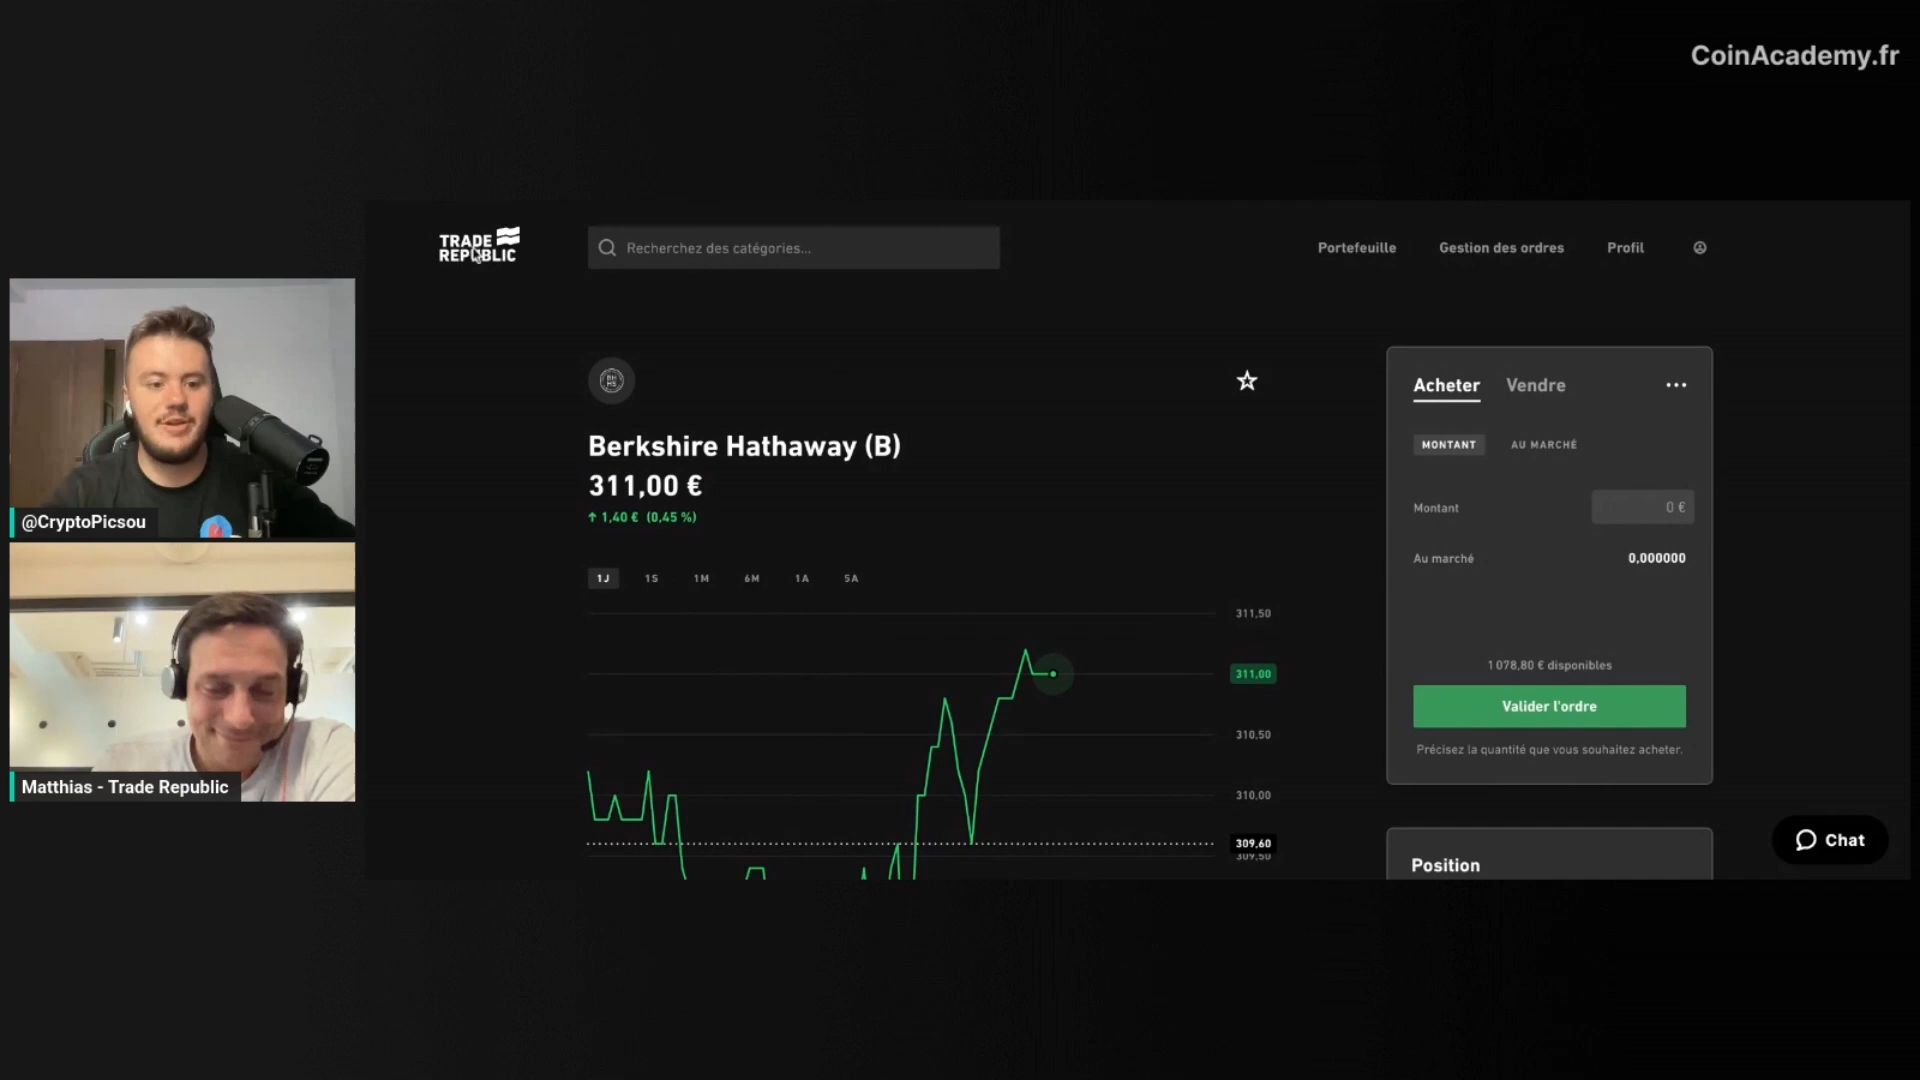 CoinAcademy.fr
TRADE
REPUBLIC
Recherchez des catégories...
Portefeuille
Gestion des ordres
Profil
Berkshire Hathaway (B)
311,00 €
↑ 1,40 € (0,45 %)
1J 1S 1M 6M 1A 5A
311,50
311,00
310,50
310,00
309,60
309,50
Acheter Vendre
MONTANT AU MARCHÉ
Montant 0 €
Au marché 0,000000
1 078,80 € disponibles
Valider l'ordre
Précisez la quantité que vous souhaitez acheter.
Position
Chat
@CryptoPicsou
Matthias - Trade Republic